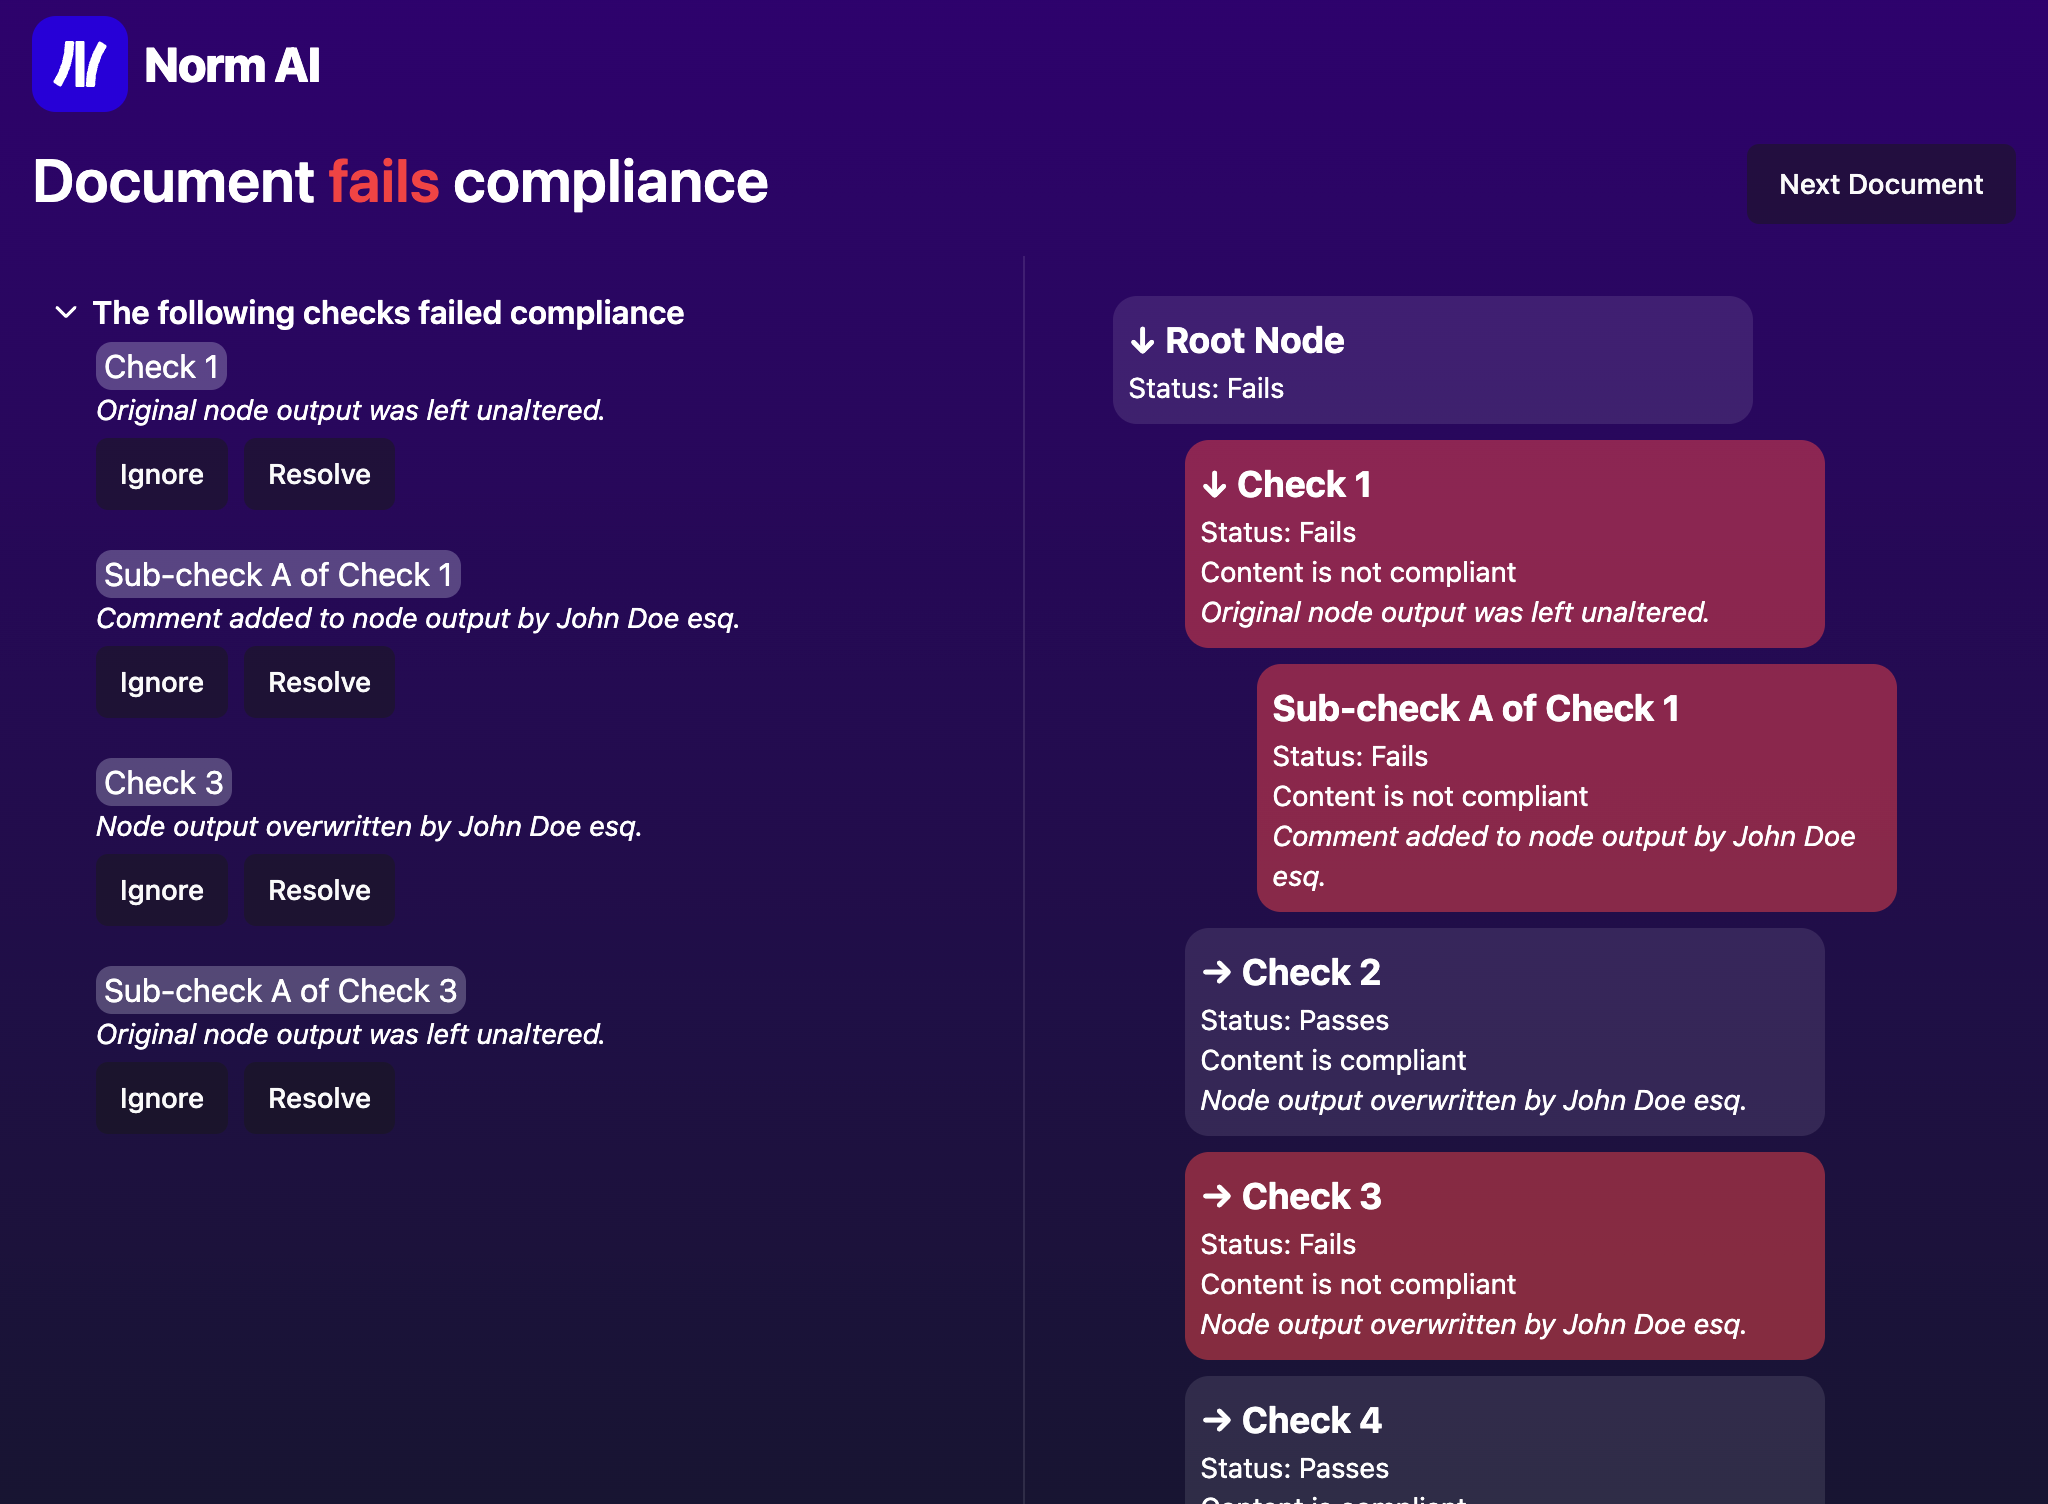 Norm AI
Document fails compliance
Next Document
The following checks failed compliance
Check 1
Original node output was left unaltered.
Ignore
Resolve
Sub-check A of Check 1
Comment added to node output by John Doe esq.
Ignore
Resolve
Check 3
Node output overwritten by John Doe esq.
Ignore
Resolve
Sub-check A of Check 3
Original node output was left unaltered.
Ignore
Resolve
↓ Root Node
Status: Fails
↓ Check 1
Status: Fails
Content is not compliant
Original node output was left unaltered.
Sub-check A of Check 1
Status: Fails
Content is not compliant
Comment added to node output by John Doe
esq.
→ Check 2
Status: Passes
Content is compliant
Node output overwritten by John Doe esq.
→ Check 3
Status: Fails
Content is not compliant
Node output overwritten by John Doe esq.
→ Check 4
Status: Passes
Content is compliant